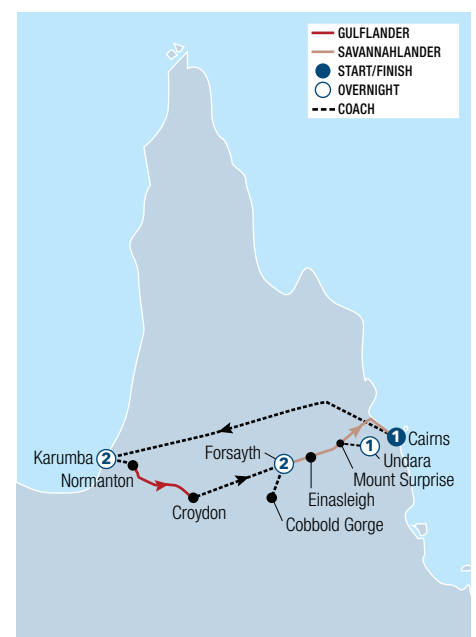 GULFLANDER
SAVANNAHLANDER
START/FINISH
OVERNIGHT
COACH
1 Cairns
Karumba 2
Forsayth
2
1
Undara
Normanton
Mount Surprise
Einasleigh
Croydon
Cobbold Gorge